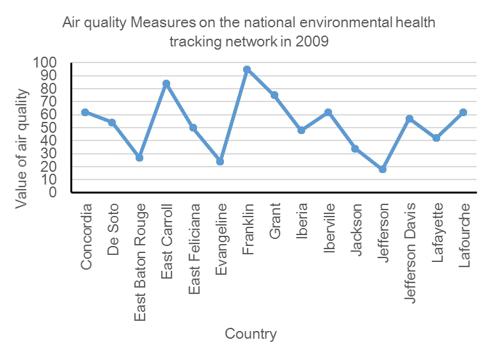 Air quality Measures on the national environmental health
tracking network in 2009
Value of air quality
100
90
80
70
60
50
40
30
20
10
0
Concordia
De Soto
East Baton Rouge
East Carroll
East Feliciana
Evangeline
Franklin
Grant
Iberia
Iberville
Jackson
Jefferson
Jefferson Davis
Lafayette
Lafourche
Country